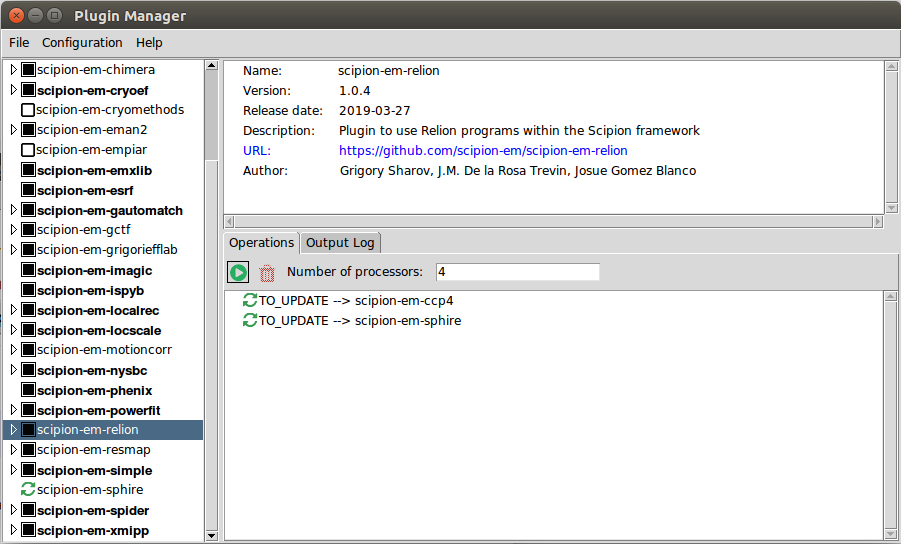 Plugin Manager
File Configuration Help
scipion-em-chimera
scipion-em-cryoef
scipion-em-cryomethods
scipion-em-eman2
scipion-em-empiar
scipion-em-emxlib
scipion-em-esrf
scipion-em-gautomatch
scipion-em-gctf
scipion-em-grigoriefflab
scipion-em-imagic
scipion-em-ispyb
scipion-em-localrec
scipion-em-locscale
scipion-em-motioncorr
scipion-em-nysbc
scipion-em-phenix
scipion-em-powerfit
scipion-em-relion
scipion-em-resmap
scipion-em-simple
scipion-em-sphire
scipion-em-spider
scipion-em-xmipp
Name: scipion-em-relion
Version: 1.0.4
Release date: 2019-03-27
Description: Plugin to use Relion programs within the Scipion framework
URL: https://github.com/scipion-em/scipion-em-relion
Author: Grigory Sharov, J.M. De la Rosa Trevin, Josue Gomez Blanco
Operations Output Log
Number of processors: 4
TO_UPDATE --> scipion-em-ccp4
TO_UPDATE --> scipion-em-sphire